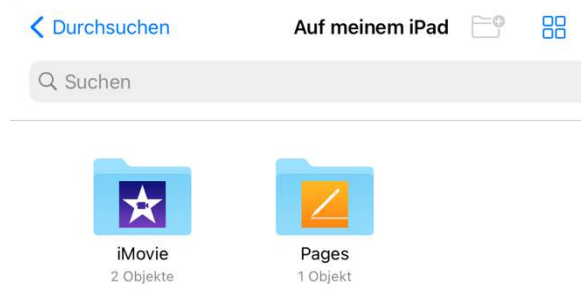 Durchsuchen Auf meinem iPad
Suchen
iMovie Pages
2 Objekte 1 Objekt